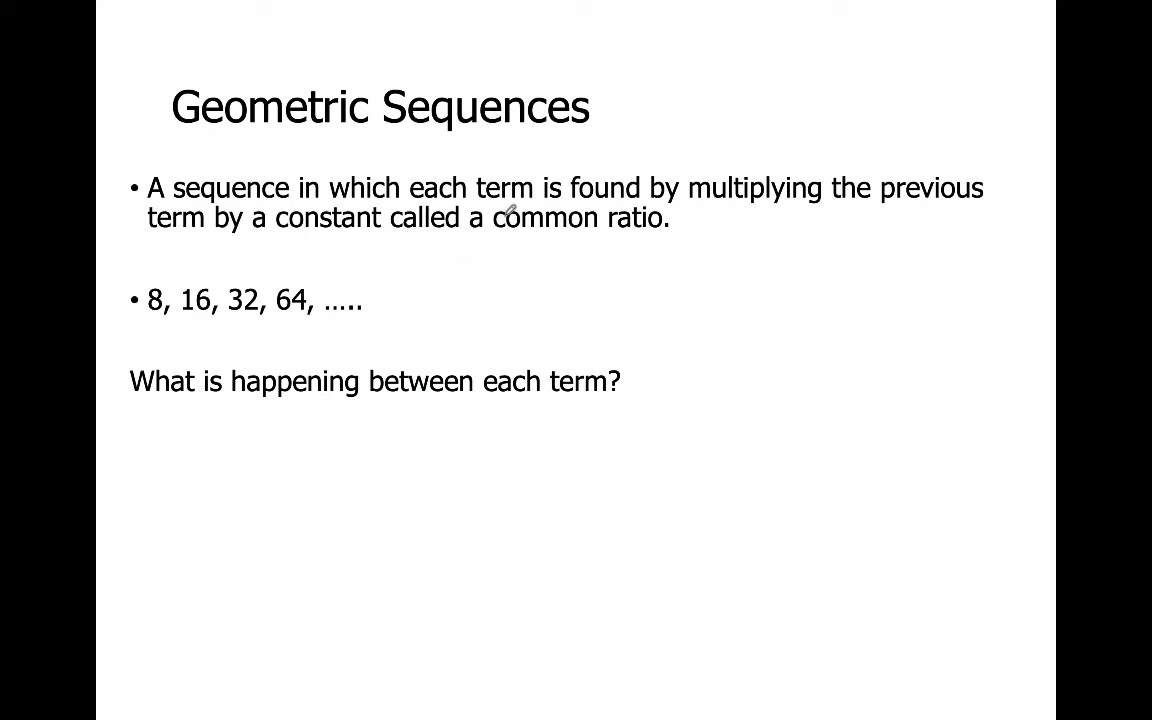 Geometric Sequences
• A sequence in which each term is found by multiplying the previous
term by a constant called a common ratio.
• 8, 16, 32, 64, …..
What is happening between each term?